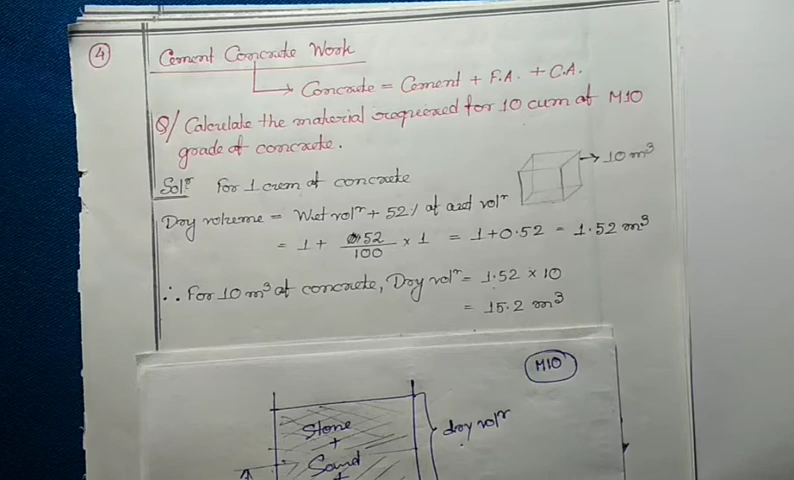 4
Cement Concrete Work
Concrete = Cement + F.A. + C.A.
Q/ Calculate the material required for 10 cum of M10
grade of concrete.
Solⁿ For 1 cum of concrete
→ 10 m³
Dry volume = Wet volⁿ + 52% of wet volⁿ
= 1 + 52/100 × 1 = 1 + 0.52 = 1.52 m³
∴ For 10 m³ of concrete, Dry volⁿ = 1.52 × 10
= 15.2 m³
M10
Stone
+
Sand
+
dry volⁿ